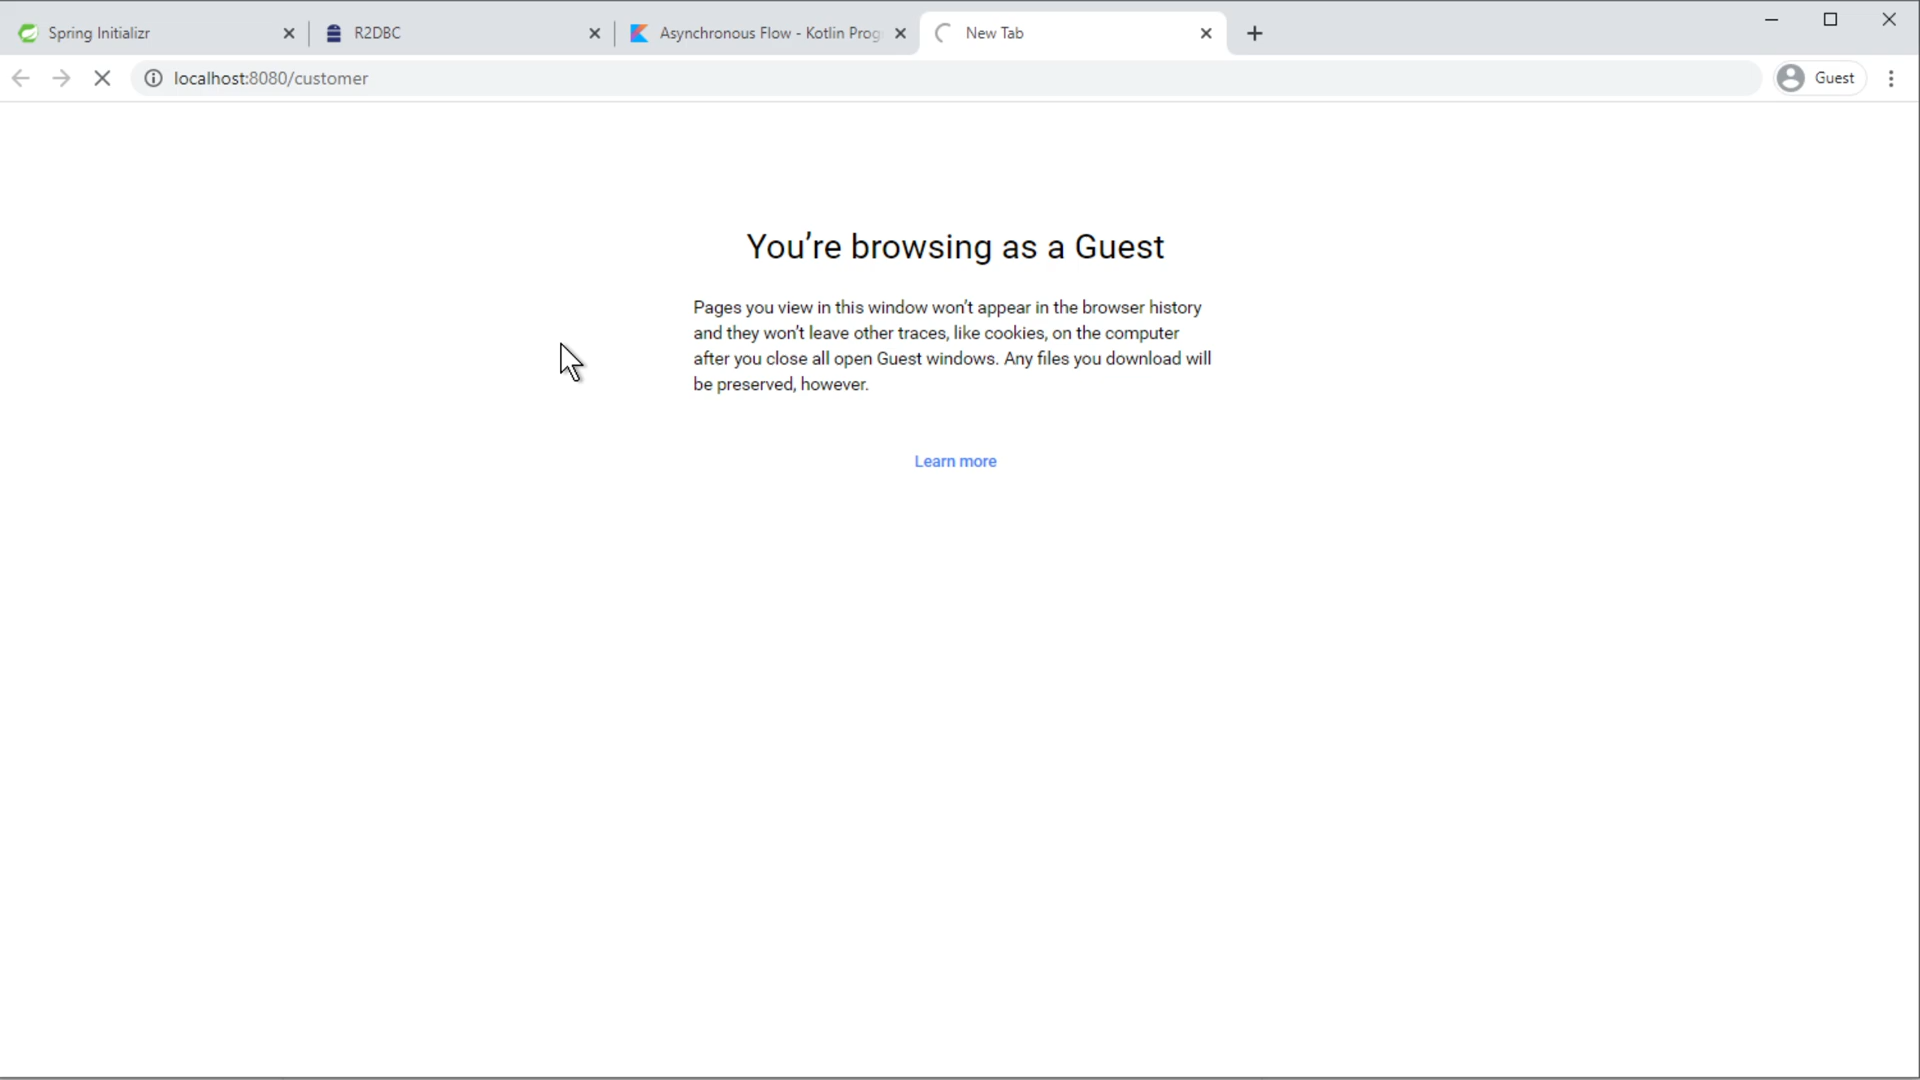 Spring Initializr
R2DBC
Asynchronous Flow - Kotlin Prog
New Tab
localhost:8080/customer
Guest
You're browsing as a Guest
Pages you view in this window won't appear in the browser history
and they won't leave other traces, like cookies, on the computer
after you close all open Guest windows. Any files you download will
be preserved, however.
Learn more